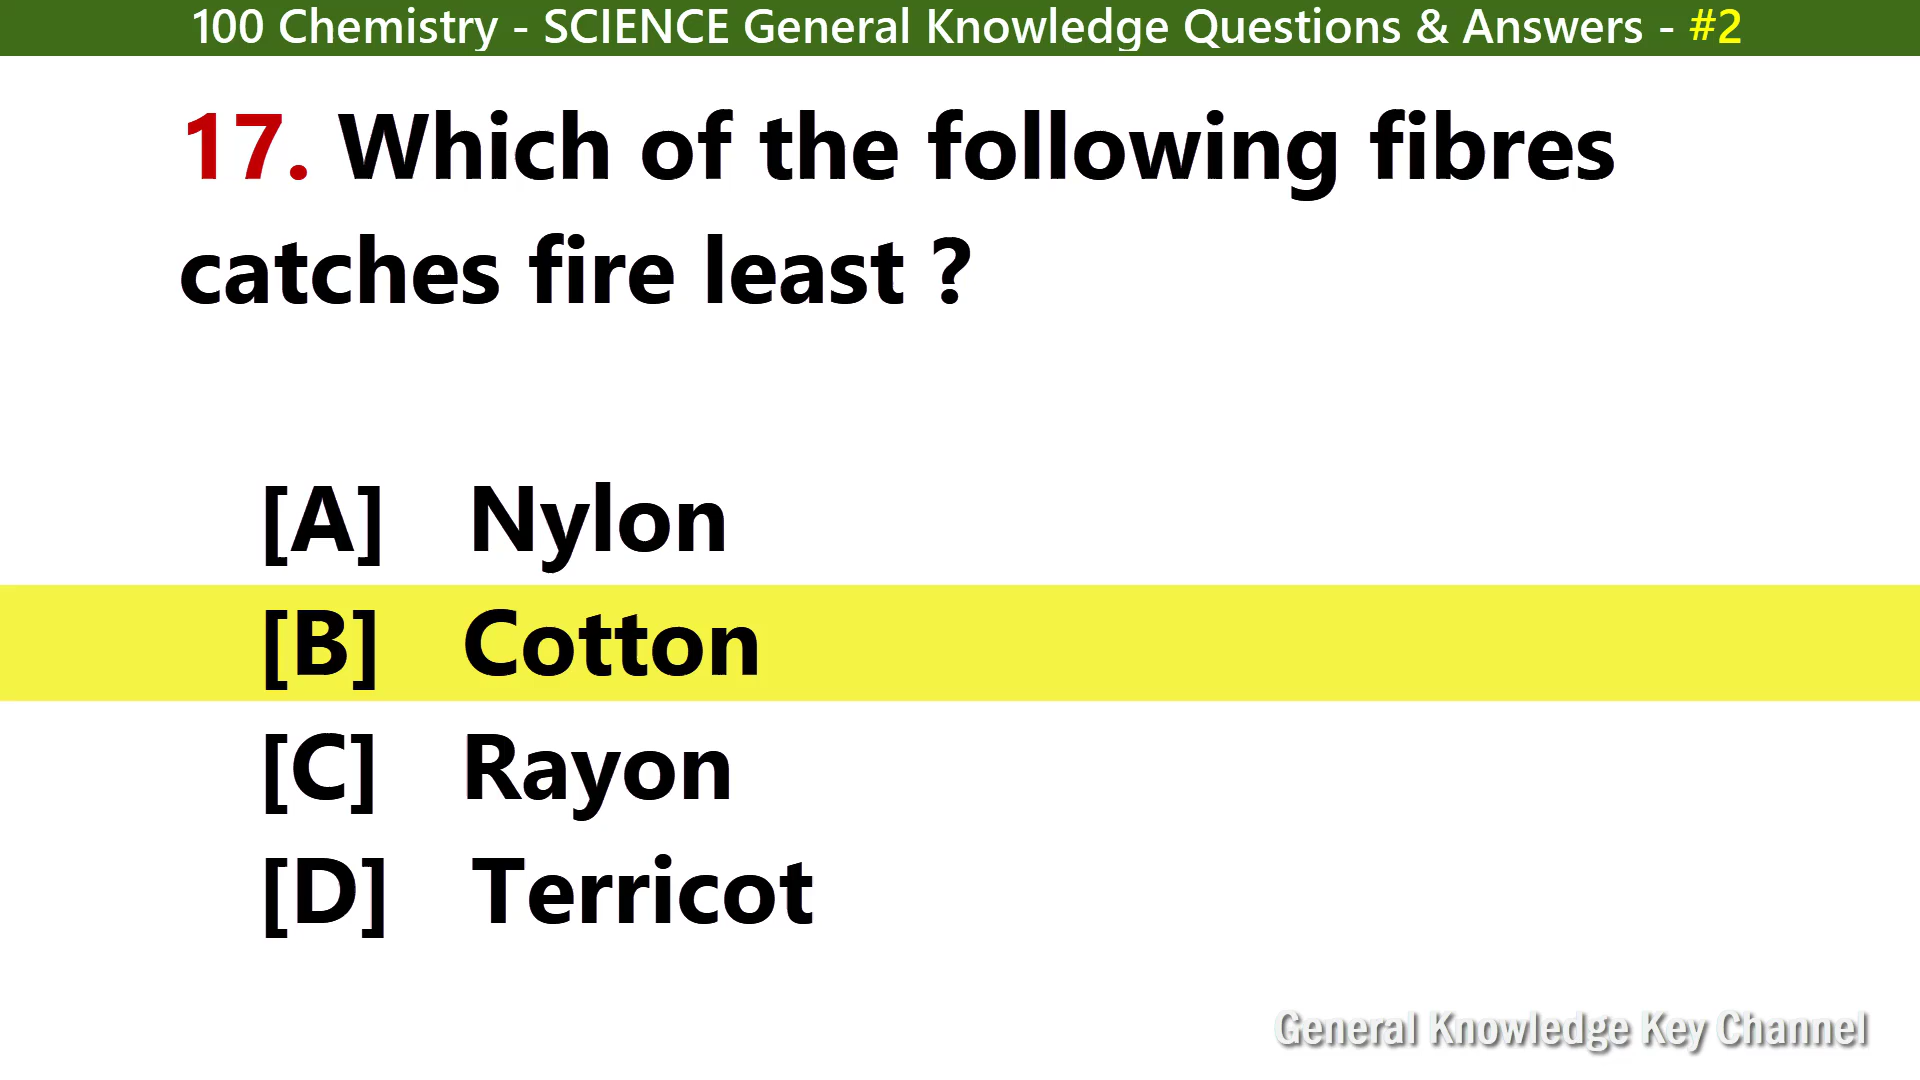 100 Chemistry - SCIENCE General Knowledge Questions & Answers - #2
17. Which of the following fibres
catches fire least ?
[A] Nylon
[B] Cotton
[C] Rayon
[D] Terricot
General Knowledge Key Channel